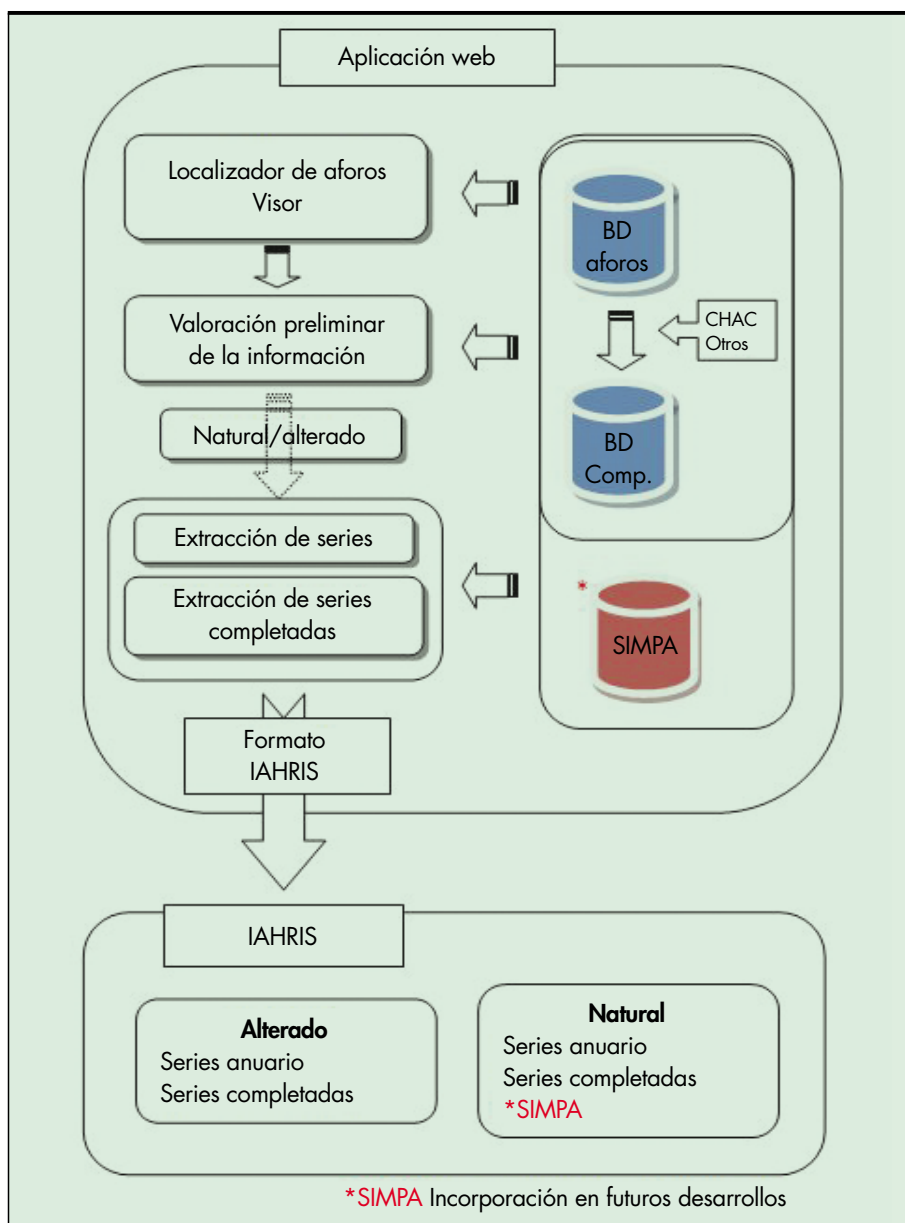 Aplicación web
Localizador de aforos
Visor
BD
aforos
Valoración preliminar
de la información
CHAC
Otros
Natural/alterado
BD
Comp.
Extracción de series
Extracción de series
completadas
*
SIMPA
Formato
IAHRIS
IAHRIS
Alterado
Series anuario
Series completadas
Natural
Series anuario
Series completadas
*SIMPA
*SIMPA Incorporación en futuros desarrollos